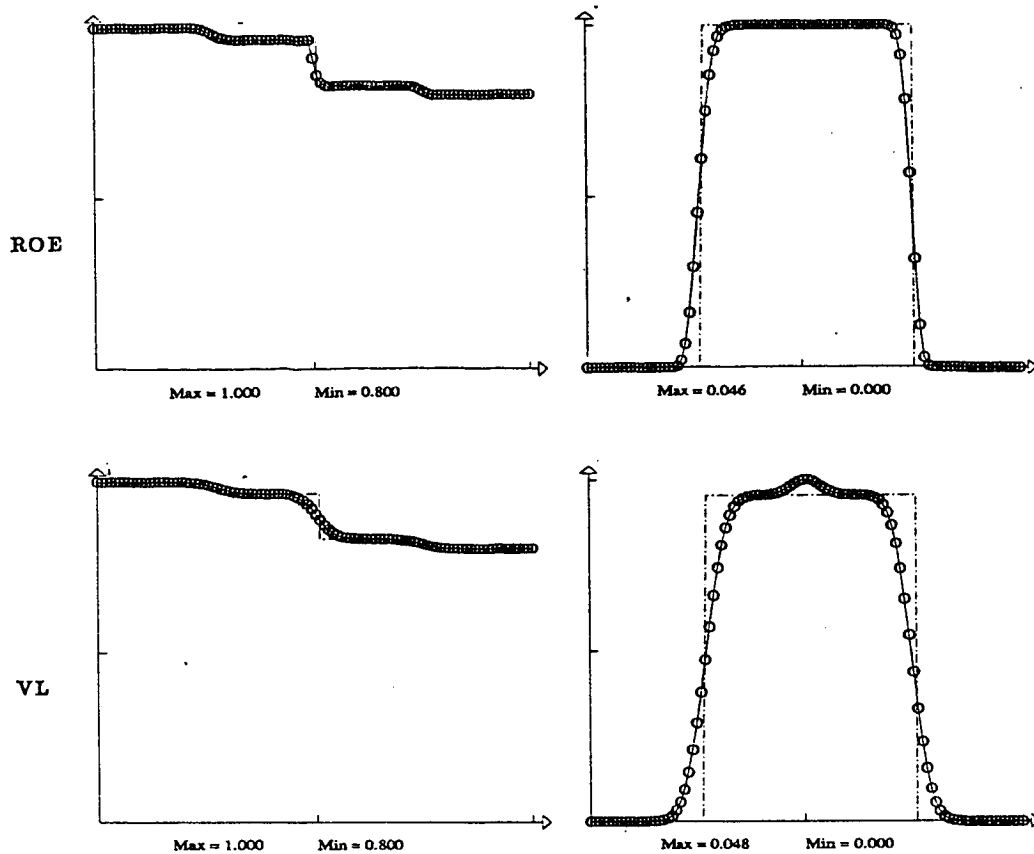 ROE
Max = 1.000 Min = 0.800
Max = 0.046 Min = 0.000
VL
Max = 1.000 Min = 0.800
Max = 0.048 Min = 0.000